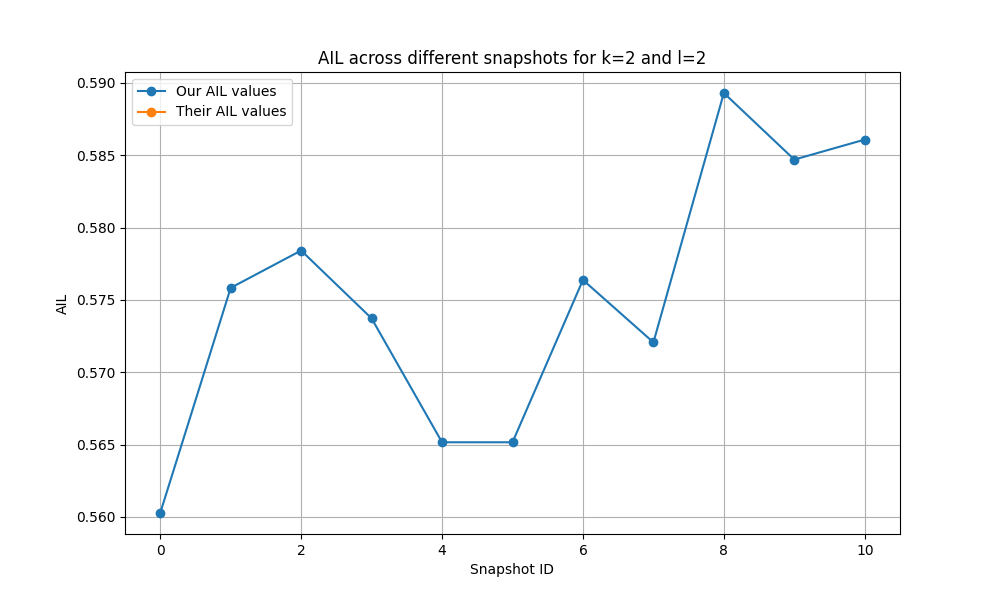 AIL across different snapshots for k=2 and l=2
Our AIL values
Their AIL values
0.590
0.585
0.580
0.575
0.570
0.565
0.560
AIL
0 2 4 6 8 10
Snapshot ID